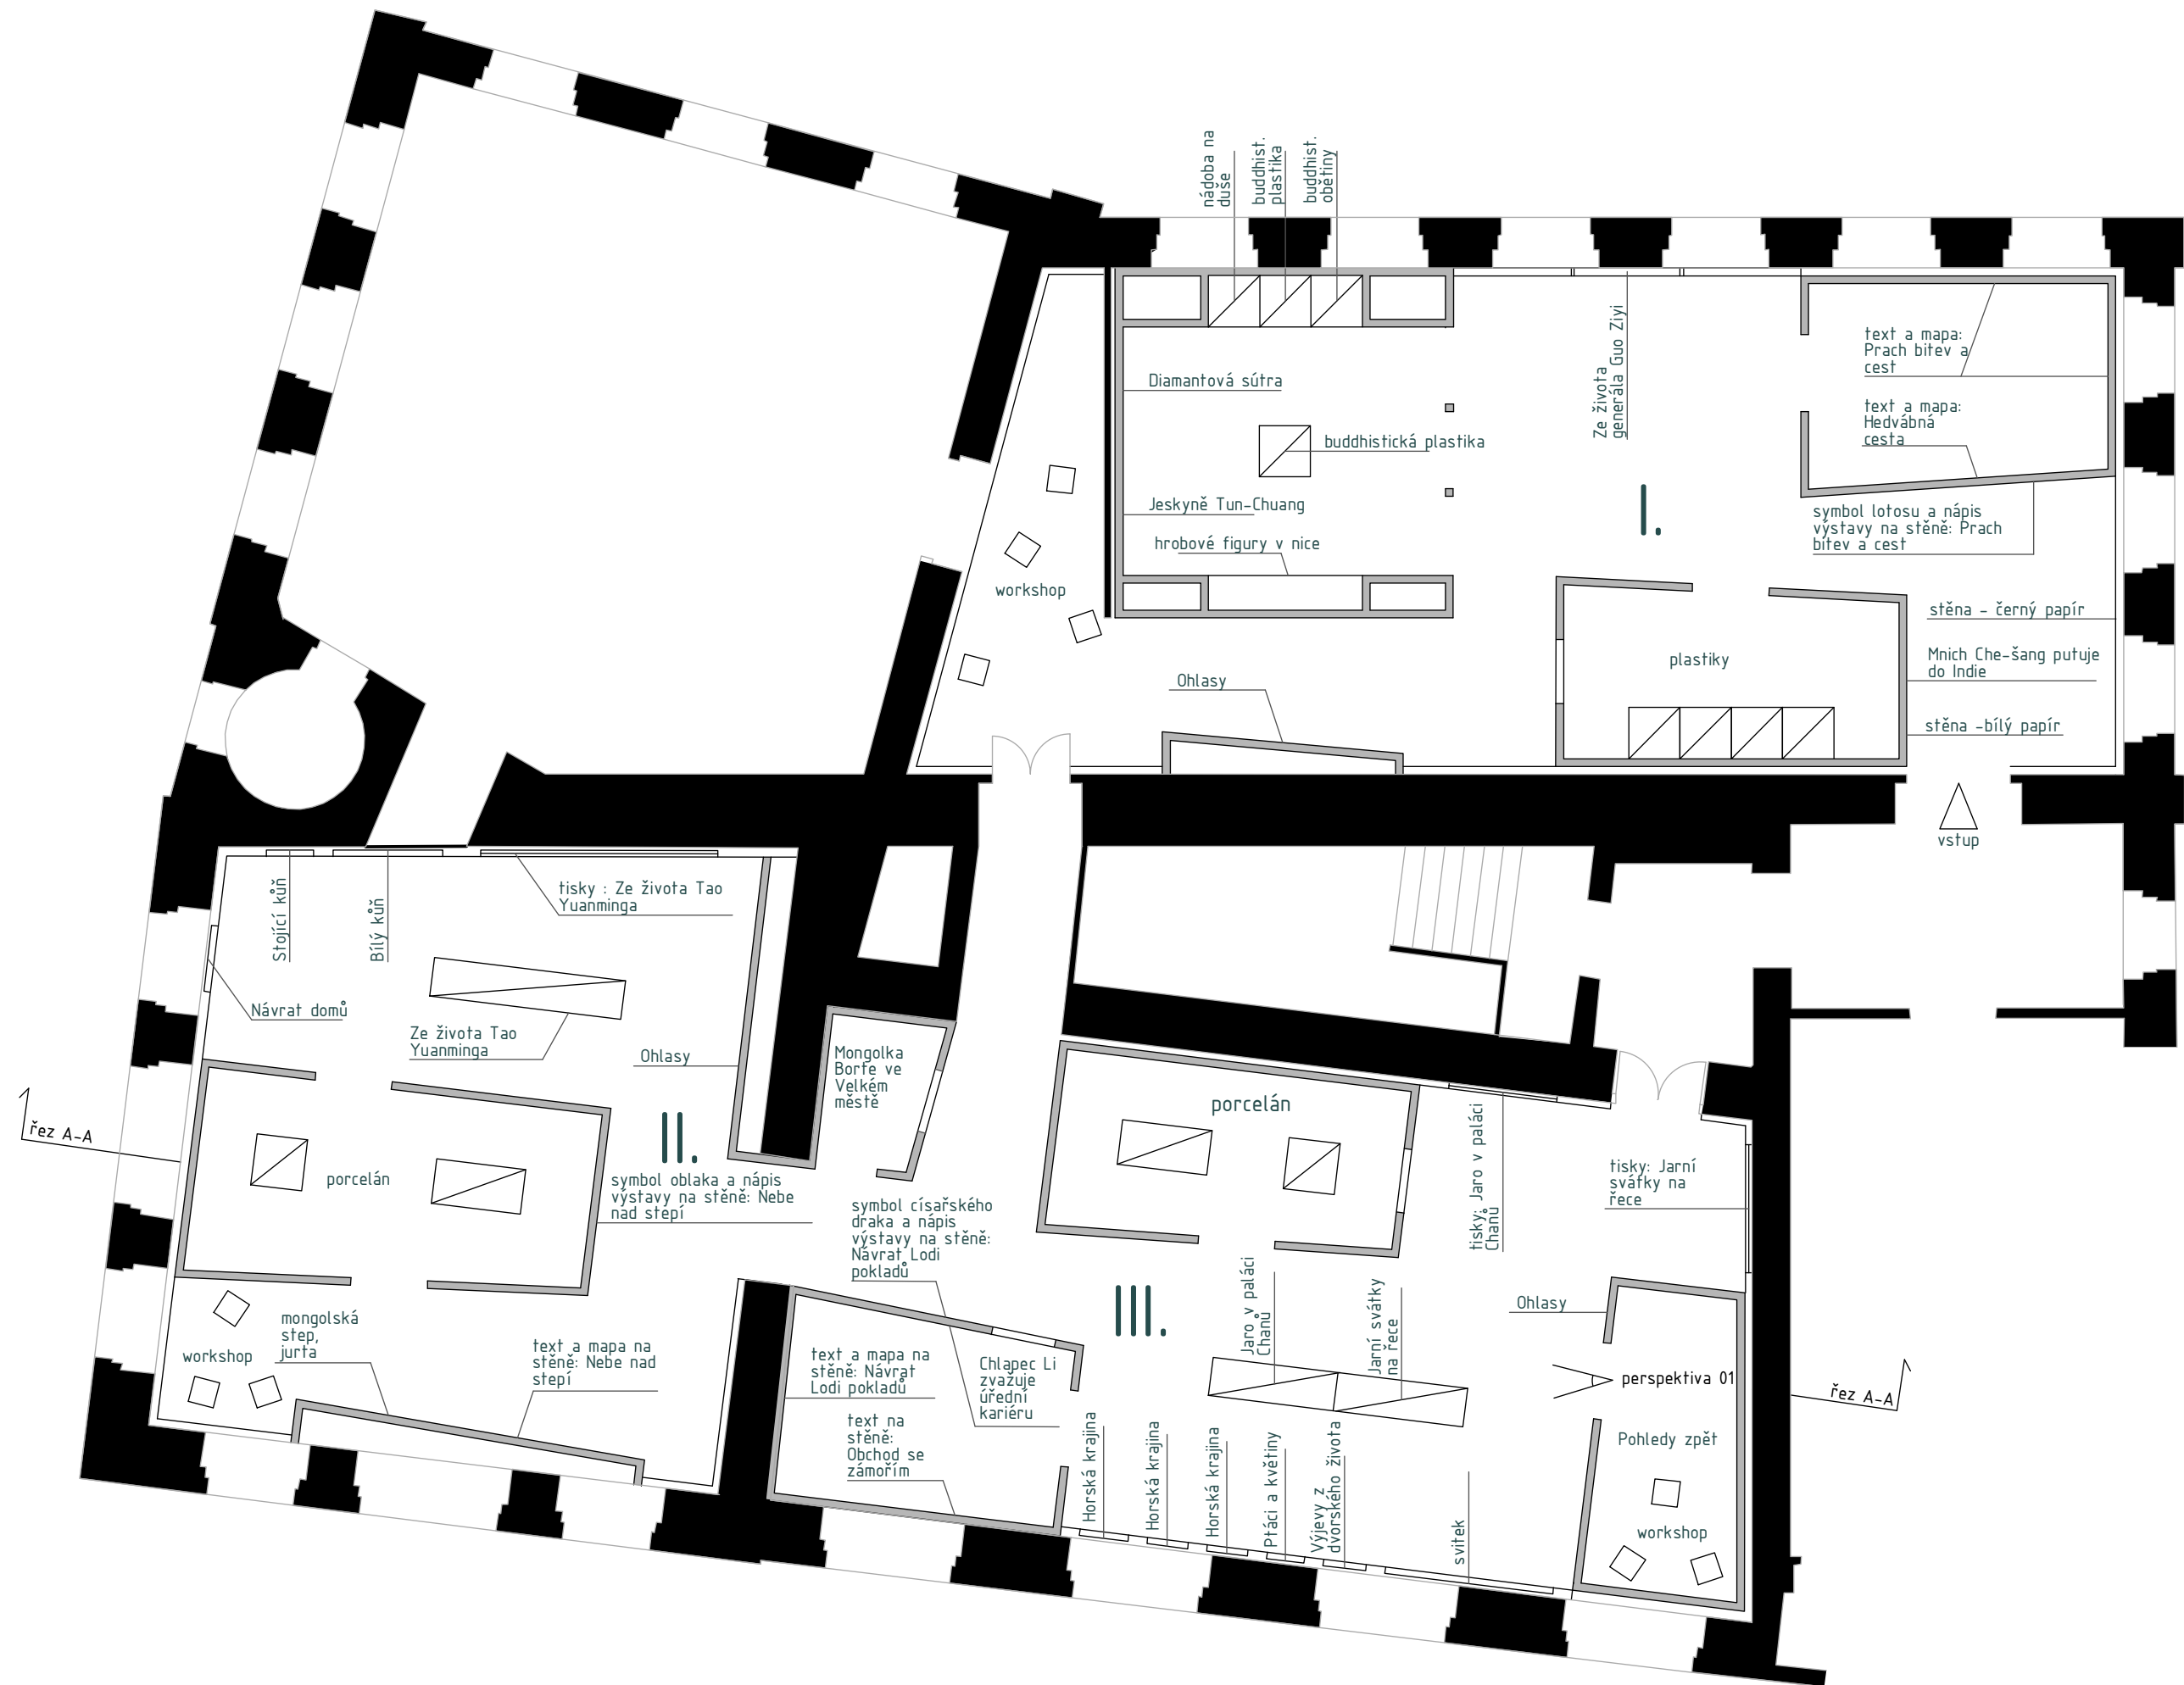 nádoba na
duše
buddhist.
plastika
buddhist.
obětiny
Diamantová sútra
buddhistická plastika
Jeskyně Tun-Chuang
hrobové figury v nice
workshop
Ohlasy
Ze života
generála Guo Ziyi
I.
text a mapa:
Prach bitev a
cest
text a mapa:
Hedvábná
cesta
symbol lotosu a nápis
výstavy na stěně: Prach
bitev a cest
stěna - černý papír
Mnich Che-šang putuje
do Indie
stěna -bílý papír
plastiky
vstup
Stojící kůň
Bílý kůň
tisky : Ze života Tao
Yuanminga
Návrat domů
Ze života Tao
Yuanminga
Ohlasy
řez A-A
porcelán
II.
symbol oblaka a nápis
výstavy na stěně: Nebe
nad stepí
workshop
mongolská
step,
jurta
text a mapa na
stěně: Nebe nad
stepí
Mongolka
Borte ve
Velkém
městě
symbol císařského
draka a nápis
výstavy na stěně:
Návrat Lodi
pokladů
text a mapa na
stěně: Návrat
Lodi pokladů
text na
stěně:
Obchod se
zámořím
Chlapec Li
zvažuje
úřední
kariéru
porcelán
III.
tisky: Jaro v paláci
Chanů
tisky: Jarní
svátky na
řece
Jaro v paláci
Chanů
Jarní svátky
na řece
Ohlasy
perspektiva 01
řez A-A
Pohledy zpět
workshop
Horská krajina
Horská krajina
Horská krajina
Ptáci a květiny
Výjevy z
dvorského života
svitek